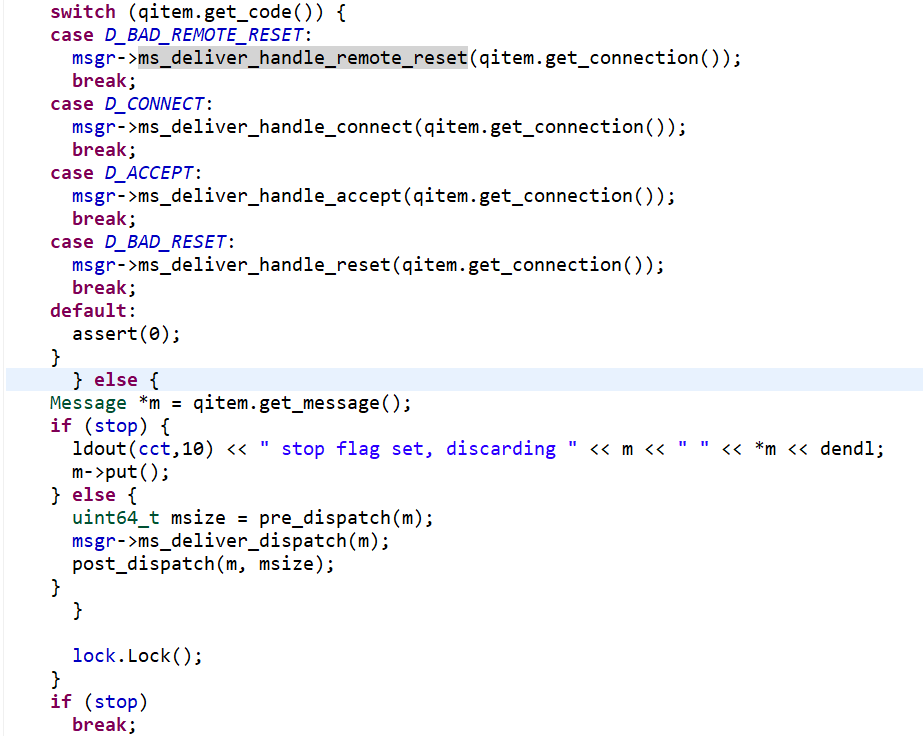 switch (qitem.get_code()) {
case D_BAD_REMOTE_RESET:
  msgr->ms_deliver_handle_remote_reset(qitem.get_connection());
  break;
case D_CONNECT:
  msgr->ms_deliver_handle_connect(qitem.get_connection());
  break;
case D_ACCEPT:
  msgr->ms_deliver_handle_accept(qitem.get_connection());
  break;
case D_BAD_RESET:
  msgr->ms_deliver_handle_reset(qitem.get_connection());
  break;
default:
  assert(0);
}
  } else {
Message *m = qitem.get_message();
if (stop) {
  ldout(cct,10) << " stop flag set, discarding " << m << " " << *m << dendl;
  m->put();
} else {
  uint64_t msize = pre_dispatch(m);
  msgr->ms_deliver_dispatch(m);
  post_dispatch(m, msize);
}
  }
  lock.Lock();
}
if (stop)
  break;